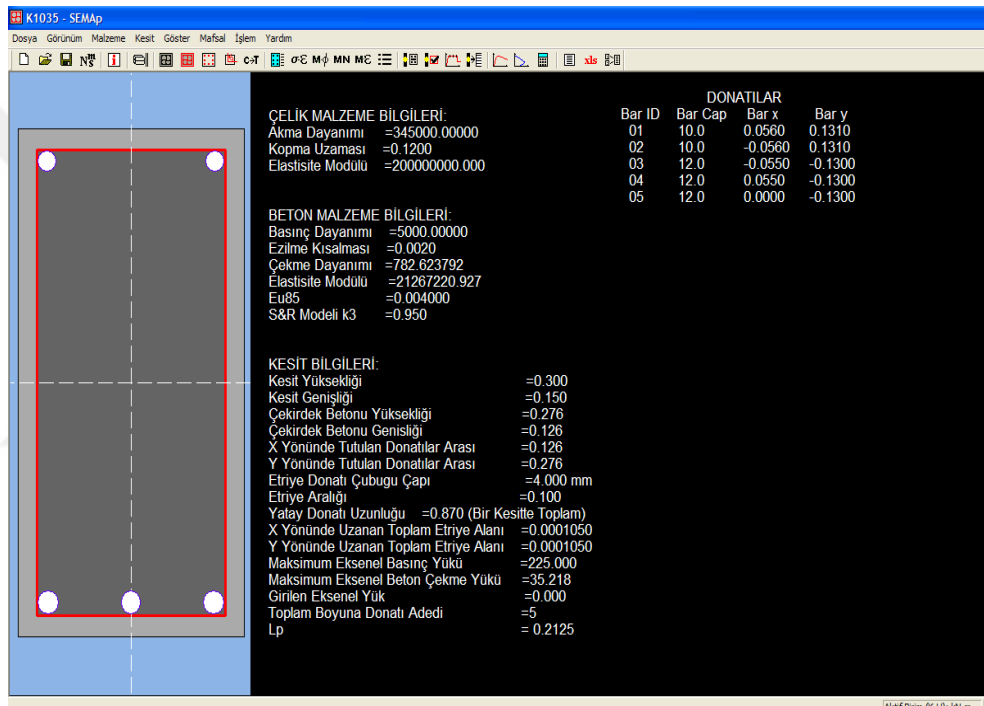 K1035 - SEMAp
Dosya Görünüm Malzeme Kesit Göster Mafsal İşlem Yardım
C→T σε Mϕ MN Mε xls
ÇELİK MALZEME BİLGİLERİ:
Akma Dayanımı =345000.00000
Kopma Uzaması =0.1200
Elastisite Modülü =200000000.000
BETON MALZEME BİLGİLERİ:
Basınç Dayanımı =5000.00000
Ezilme Kısalması =0.0020
Çekme Dayanımı =782.623792
Elastisite Modülü =21267220.927
Eu85 =0.004000
S&R Modeli k3 =0.950
KESİT BİLGİLERİ:
Kesit Yüksekliği =0.300
Kesit Genişliği =0.150
Çekirdek Betonu Yüksekliği =0.276
Çekirdek Betonu Genisliği =0.126
X Yönünde Tutulan Donatılar Arası =0.126
Y Yönünde Tutulan Donatılar Arası =0.276
Etriye Donatı Çubugu Çapı =4.000 mm
Etriye Aralığı =0.100
Yatay Donatı Uzunluğu =0.870 (Bir Kesitte Toplam)
X Yönünde Uzanan Toplam Etriye Alanı =0.0001050
Y Yönünde Uzanan Toplam Etriye Alanı =0.0001050
Maksimum Eksenel Basınç Yükü =225.000
Maksimum Eksenel Beton Çekme Yükü =35.218
Girilen Eksenel Yük =0.000
Toplam Boyuna Donatı Adedi =5
Lp = 0.2125
DONATILAR
Bar ID Bar Cap Bar x Bar y
01 10.0 0.0560 0.1310
02 10.0 -0.0560 0.1310
03 12.0 -0.0550 -0.1300
04 12.0 0.0550 -0.1300
05 12.0 0.0000 -0.1300